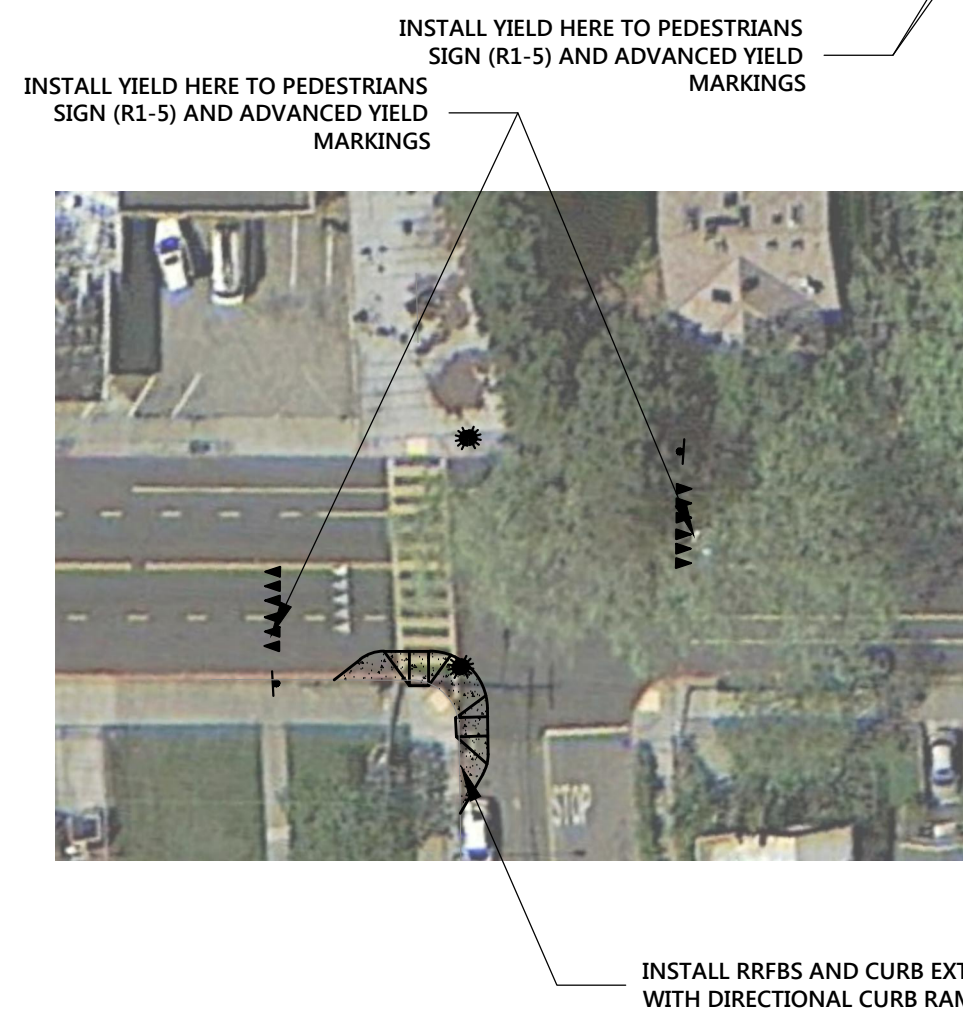 INSTALL YIELD HERE TO PEDESTRIANS
SIGN (R1-5) AND ADVANCED YIELD
MARKINGS
INSTALL YIELD HERE TO PEDESTRIANS
SIGN (R1-5) AND ADVANCED YIELD
MARKINGS
STOP
INSTALL RRFBS AND CURB EXT
WITH DIRECTIONAL CURB RAM